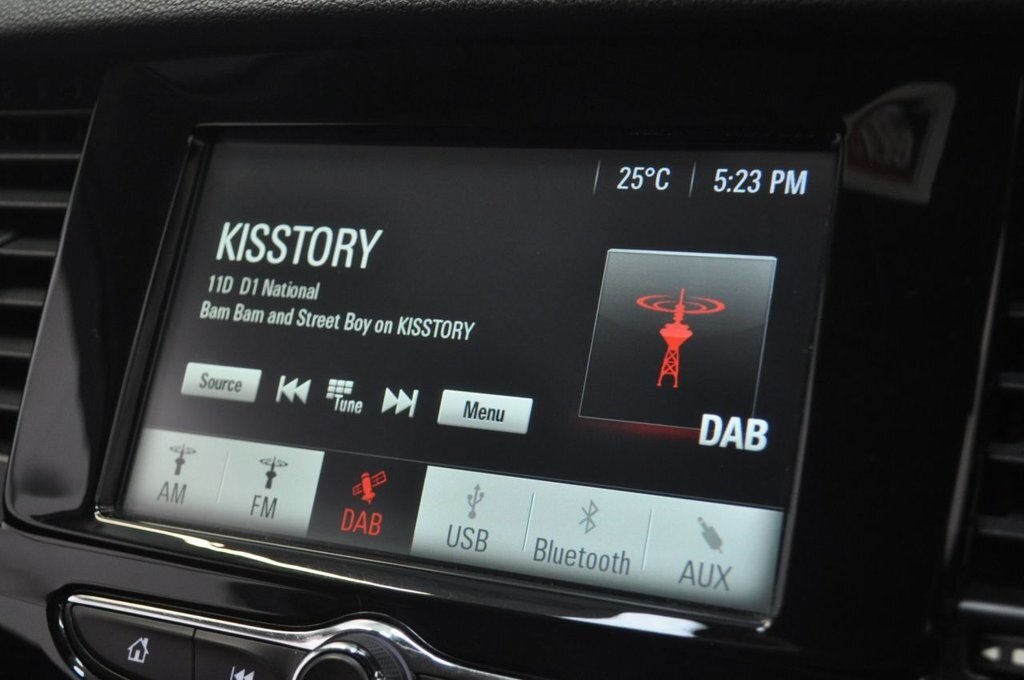 25°C 5:23 PM
KISSTORY
11D D1 National
Bam Bam and Street Boy on KISSTORY
Source Tune Menu
DAB
AM FM DAB USB Bluetooth AUX